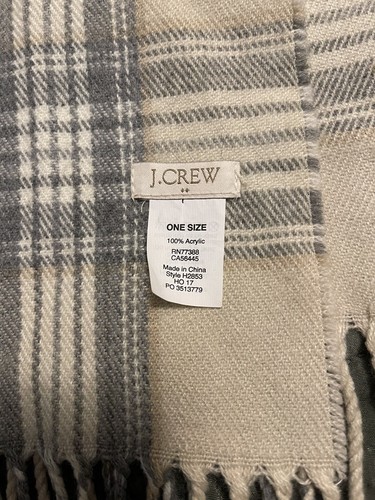 J.CREW
ONE SIZE
100% Acrylic
RN77388
CA56445
Made in China
Style H2853
HO 17
PO 3513779